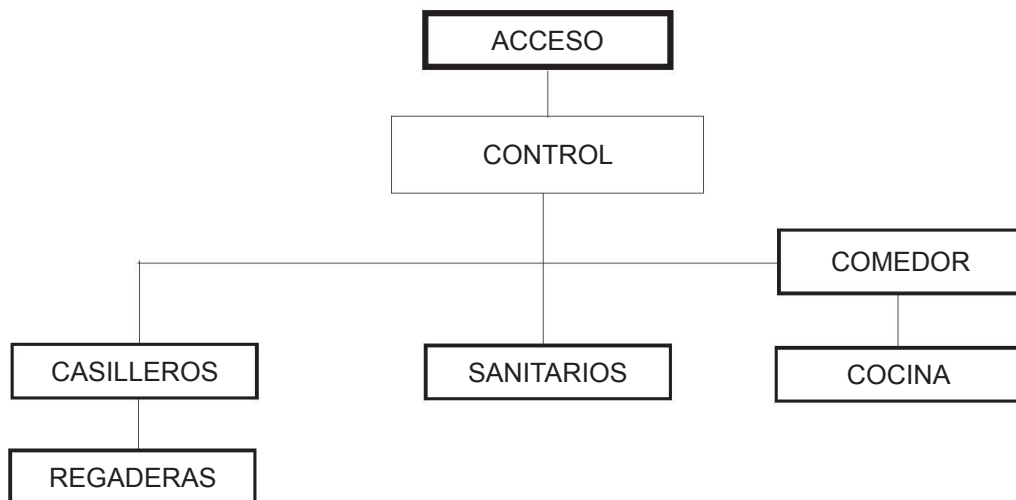 ACCESO
CONTROL
COMEDOR
CASILLEROS
SANITARIOS
COCINA
REGADERAS